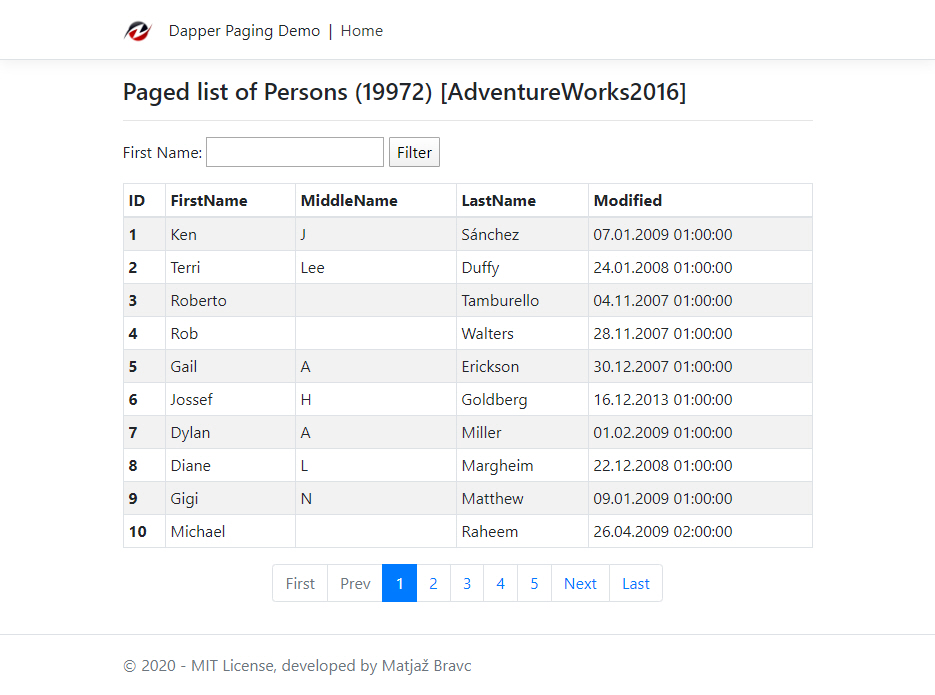 Dapper Paging Demo | Home
Paged list of Persons (19972) [AdventureWorks2016]
First Name: Filter
ID FirstName MiddleName LastName Modified
1 Ken J Sánchez 07.01.2009 01:00:00
2 Terri Lee Duffy 24.01.2008 01:00:00
3 Roberto Tamburello 04.11.2007 01:00:00
4 Rob Walters 28.11.2007 01:00:00
5 Gail A Erickson 30.12.2007 01:00:00
6 Jossef H Goldberg 16.12.2013 01:00:00
7 Dylan A Miller 01.02.2009 01:00:00
8 Diane L Margheim 22.12.2008 01:00:00
9 Gigi N Matthew 09.01.2009 01:00:00
10 Michael Raheem 26.04.2009 02:00:00
First Prev 1 2 3 4 5 Next Last
© 2020 - MIT License, developed by Matjaž Bravc